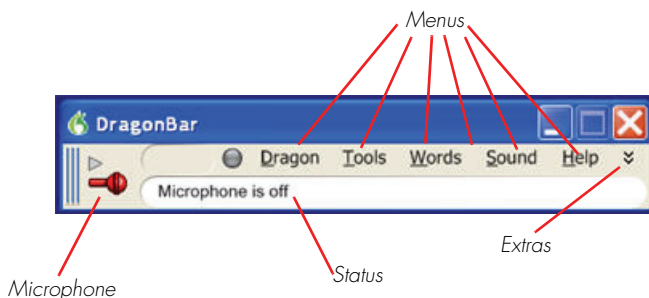 Menus
DragonBar
Dragon Tools Words Sound Help
Microphone is off
Extras
Status
Microphone